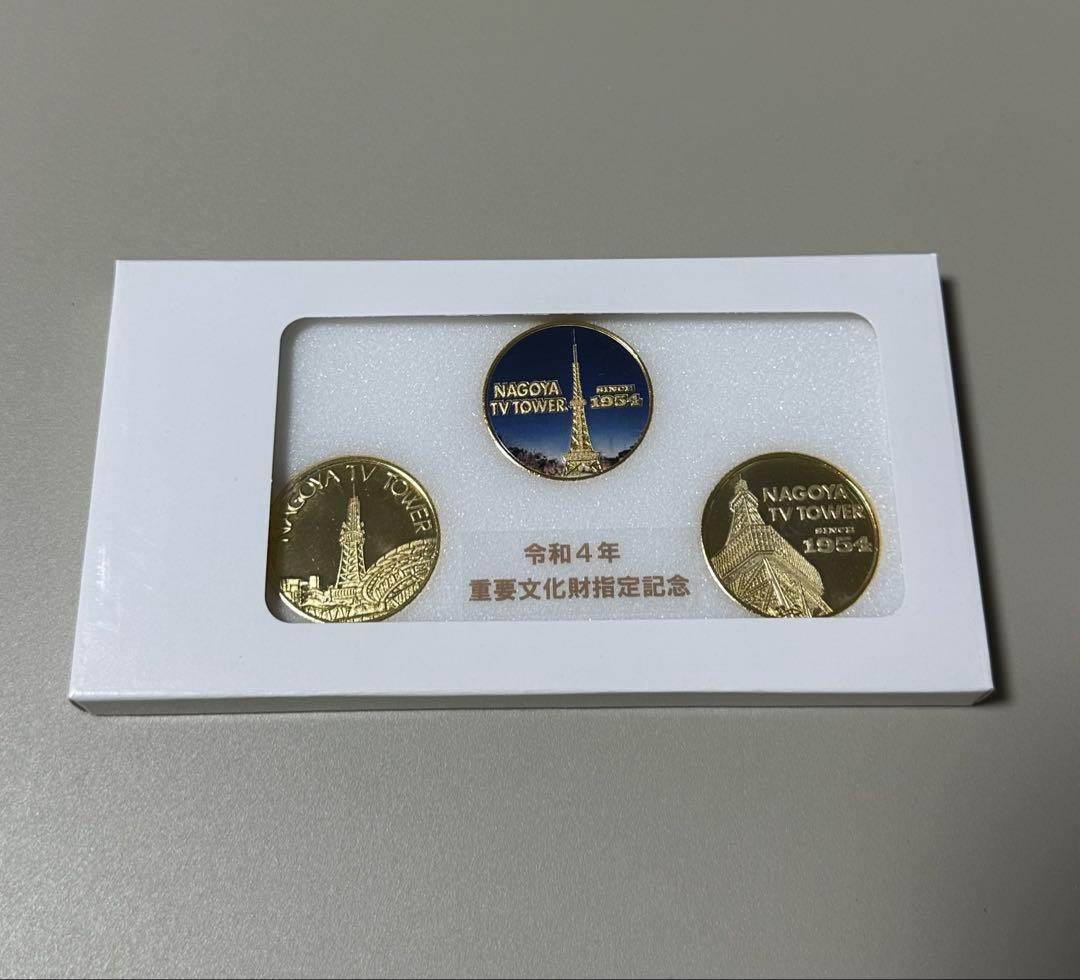 NAGOYA
TV TOWER
SINCE
1954
NAGOYA TV TOWER
NAGOYA
TV TOWER
SINCE
1954
令和4年
重要文化財指定記念